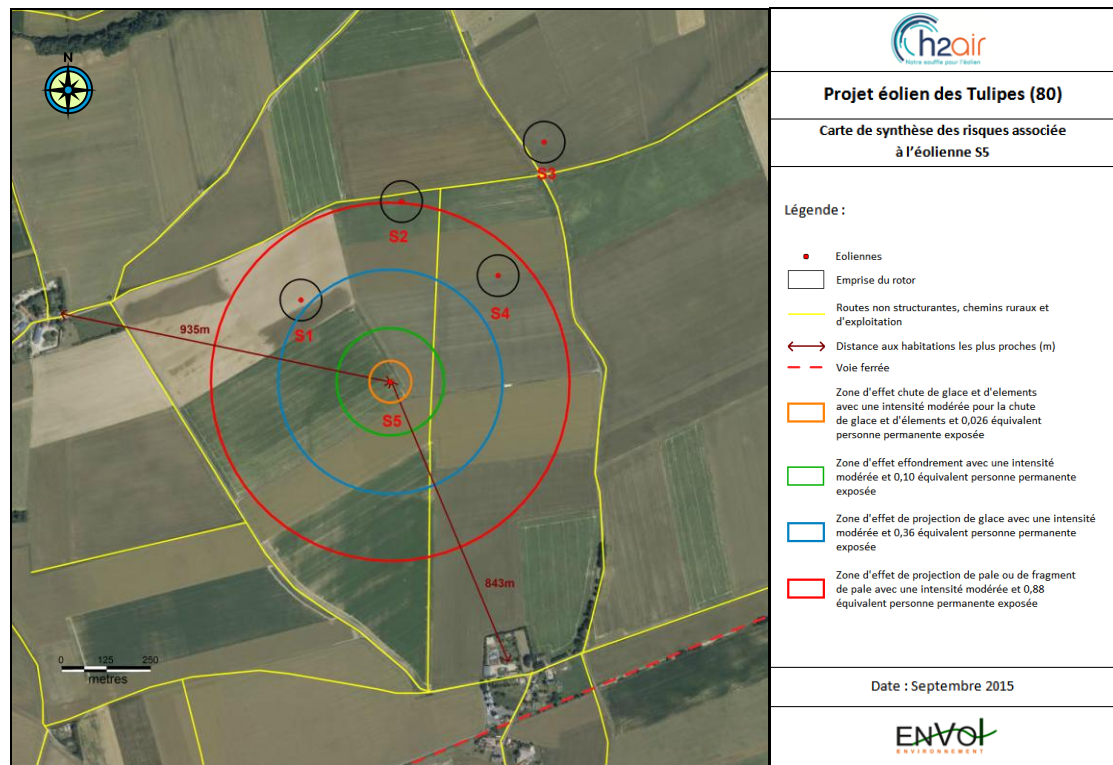 N
S3
S2
S4
S1
935m
S5
843m
0 125 250
metres
h2air
Notre souffle pour l'éolien
Projet éolien des Tulipes (80)
Carte de synthèse des risques associée
à l'éolienne S5
Légende :
Eoliennes
Emprise du rotor
Routes non structurantes, chemins ruraux et
d'exploitation
Distance aux habitations les plus proches (m)
Voie ferrée
Zone d'effet chute de glace et d'elements
avec une intensité modérée pour la chute
de glace et d'élements et 0,026 équivalent
personne permanente exposée
Zone d'effet effondrement avec une intensité
modérée et 0,10 équivalent personne permanente
exposée
Zone d'effet de projection de glace avec une intensité
modérée et 0,36 équivalent personne permanente
exposée
Zone d'effet de projection de pale ou de fragment
de pale avec une intensité modérée et 0,88
équivalent personne permanente exposée
Date : Septembre 2015
ENVOL
ENVIRONNEMENT